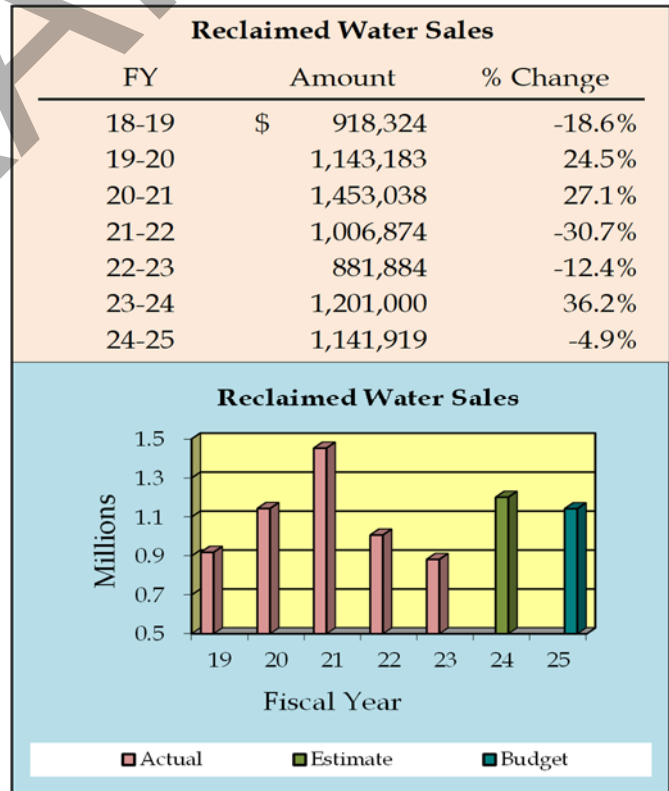 Reclaimed Water Sales
FY Amount % Change
18-19 $ 918,324 -18.6%
19-20 1,143,183 24.5%
20-21 1,453,038 27.1%
21-22 1,006,874 -30.7%
22-23 881,884 -12.4%
23-24 1,201,000 36.2%
24-25 1,141,919 -4.9%
Reclaimed Water Sales
Millions
1.5
1.3
1.1
0.9
0.7
0.5
19 20 21 22 23 24 25
Fiscal Year
Actual Estimate Budget